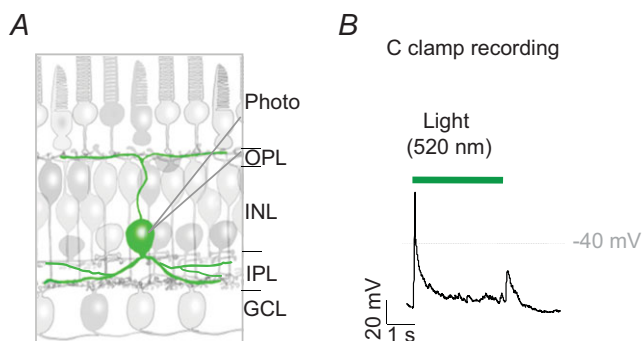 A
Photo
OPL
INL
IPL
GCL
B
C clamp recording
Light
(520 nm)
-40 mV
20 mV
1 s